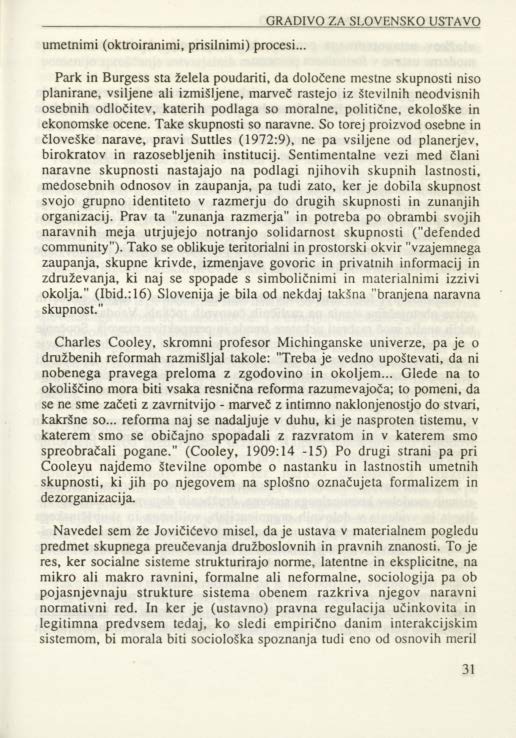 GRADIVO ZA SLOVENSKO USTAVO
umetnimi (oktroiranimi, prisilnimi) procesi...
Park in Burgess sta želela poudariti, da določene mestne skupnosti niso
planirane, vsiljene ali izmišljene, marveč rastejo iz številnih neodvisnih
osebnih odločitev, katerih podlaga so moralne, politične, ekološke in
ekonomske ocene. Take skupnosti so naravne. So torej proizvod osebne in
človeške narave, pravi Suttles (1972:9), ne pa vsiljene od planerjev,
birokratov in razosebljenih institucij. Sentimentalne vezi med člani
naravne skupnosti nastajajo na podlagi njihovih skupnih lastnosti,
medosebnih odnosov in zaupanja, pa tudi zato, ker je dobila skupnost
svojo grupno identiteto v razmerju do drugih skupnosti in zunanjih
organizacij. Prav ta "zunanja razmerja" in potreba po obrambi svojih
naravnih meja utrjujejo notranjo solidarnost skupnosti ("defended
community"). Tako se oblikuje teritorialni in prostorski okvir "vzajemnega
zaupanja, skupne krivde, izmenjave govoric in privatnih informacij in
združevanja, ki naj se spopade s simboličnimi in materialnimi izzivi
okolja." (Ibid.:16) Slovenija je bila od nekdaj takšna "branjena naravna
skupnost."
Charles Cooley, skromni profesor Michinganske univerze, pa je o
družbenih reformah razmišljal takole: "Treba je vedno upoštevati, da ni
nobenega pravega preloma z zgodovino in okoljem... Glede na to
okoliščino mora biti vsaka resnična reforma razumevajoča; to pomeni, da
se ne sme začeti z zavrnitvijo - marveč z intimno naklonjenostjo do stvari,
kakršne so... reforma naj se nadaljuje v duhu, ki je nasproten tistemu, v
katerem smo se običajno spopadali z razvratom in v katerem smo
spreobračali pogane." (Cooley, 1909:14 -15) Po drugi strani pa pri
Cooleyu najdemo številne opombe o nastanku in lastnostih umetnih
skupnosti, ki jih po njegovem na splošno označujeta formalizem in
dezorganizacija.
Navedel sem že Jovičićevo misel, da je ustava v materialnem pogledu
predmet skupnega preučevanja družboslovnih in pravnih znanosti. To je
res, ker socialne sisteme strukturirajo norme, latentne in eksplicitne, na
mikro ali makro ravnini, formalne ali neformalne, sociologija pa ob
pojasnjevnaju strukture sistema obenem razkriva njegov naravni
normativni red. In ker je (ustavno) pravna regulacija učinkovita in
legitimna predvsem tedaj, ko sledi empirično danim interakcijskim
sistemom, bi morala biti sociološka spoznanja tudi eno od osnovih meril
31